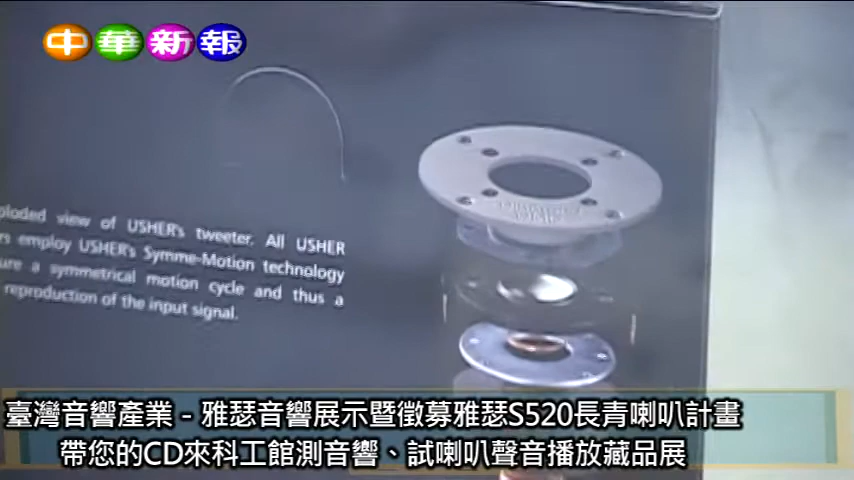 中華新報
ploded view of USHER's tweeter. All USHER
rs employ USHER's Symme-Motion technology
ure a symmetrical motion cycle and thus a
reproduction of the input signal.
臺灣音響產業 - 雅瑟音響展示暨徵募雅瑟S520長青喇叭計畫
帶您的CD來科工館測音響、試喇叭聲音播放藏品展